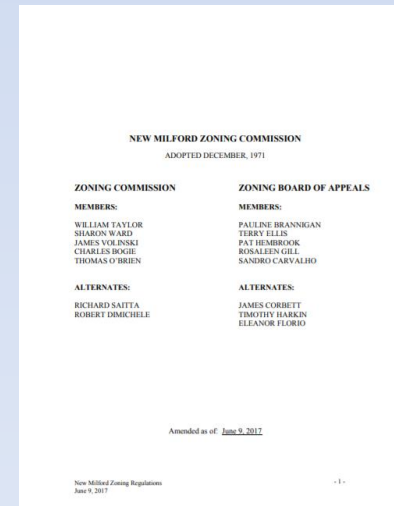 NEW MILFORD ZONING COMMISSION
ADOPTED DECEMBER, 1971
ZONING COMMISSION
MEMBERS:
WILLIAM TAYLOR
SHARON WARD
JAMES VOLINSKI
CHARLES BOGIE
THOMAS O'BRIEN
ALTERNATES:
RICHARD SAITTA
ROBERT DIMICHELE
ZONING BOARD OF APPEALS
MEMBERS:
PAULINE BRANNIGAN
TERRY ELLIS
PAT HEMBROOK
ROSALEEN GILL
SANDRO CARVALHO
ALTERNATES:
JAMES CORBETT
TIMOTHY HARKIN
ELEANOR FLORIO
Amended as of: June 9, 2017
New Milford Zoning Regulations
June 9, 2017
- 1 -